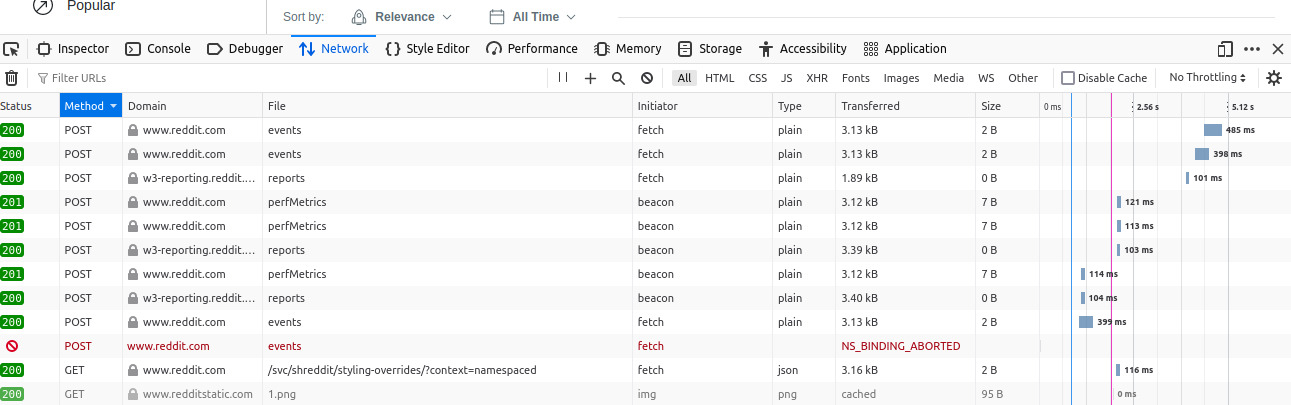 Popular
Sort by: Relevance All Time
Inspector Console Debugger Network Style Editor Performance Memory Storage Accessibility Application
Filter URLs All HTML CSS JS XHR Fonts Images Media WS Other Disable Cache No Throttling
Status Method Domain File Initiator Type Transferred Size 0 ms 2.56 s 5.12 s
200 POST www.reddit.com events fetch plain 3.13 kB 2 B 485 ms
200 POST www.reddit.com events fetch plain 3.13 kB 2 B 398 ms
200 POST w3-reporting.reddit.… reports fetch plain 1.89 kB 0 B 101 ms
201 POST www.reddit.com perfMetrics beacon plain 3.12 kB 7 B 121 ms
201 POST www.reddit.com perfMetrics beacon plain 3.12 kB 7 B 113 ms
200 POST w3-reporting.reddit.… reports beacon plain 3.39 kB 0 B 103 ms
201 POST www.reddit.com perfMetrics beacon plain 3.12 kB 7 B 114 ms
200 POST w3-reporting.reddit.… reports beacon plain 3.40 kB 0 B 104 ms
200 POST www.reddit.com events fetch plain 3.13 kB 2 B 399 ms
POST www.reddit.com events fetch NS_BINDING_ABORTED
200 GET www.reddit.com /svc/shreddit/styling-overrides/?context=namespaced fetch json 3.16 kB 2 B 116 ms
200 GET www.redditstatic.com 1.png img png cached 95 B 0 ms